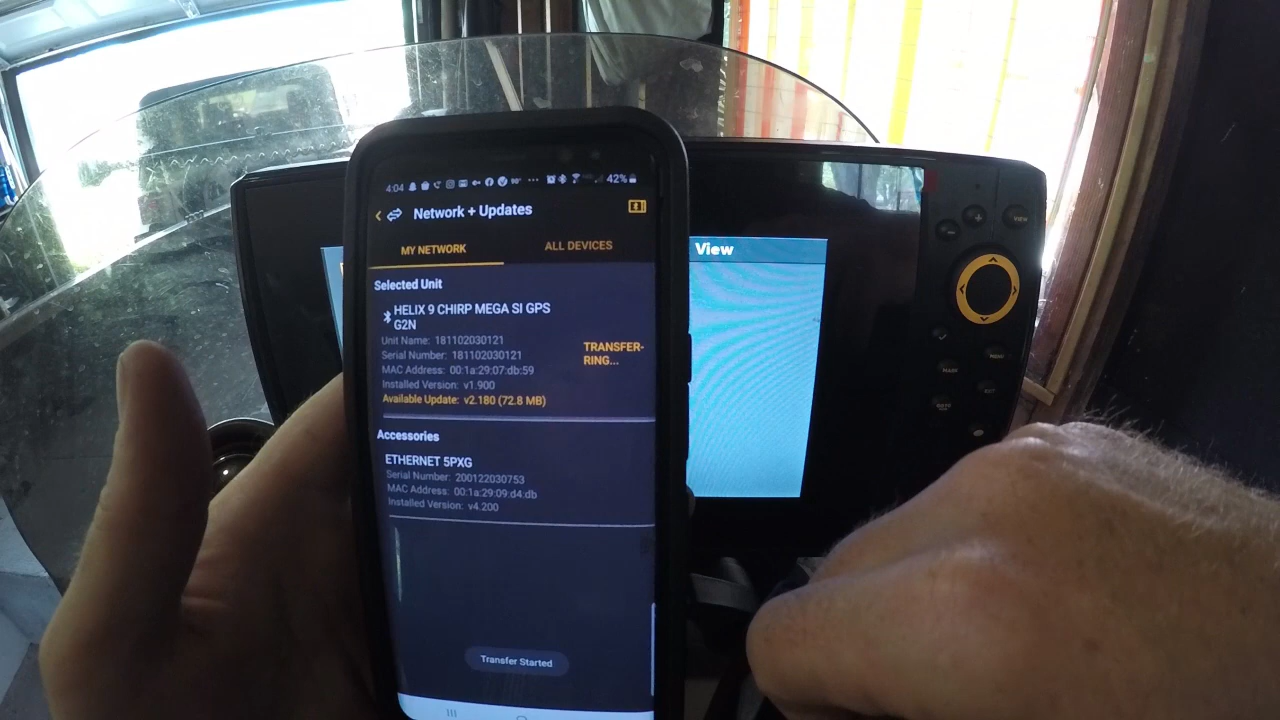 4:04
90°
42%
Network + Updates
MY NETWORK
ALL DEVICES
Selected Unit
HELIX 9 CHIRP MEGA SI GPS
G2N
Unit Name: 181102030121
Serial Number: 181102030121
MAC Address: 00:1a:29:07:db:59
Installed Version: v1.900
Available Update: v2.180 (72.8 MB)
TRANSFER-
RING...
Accessories
ETHERNET 5PXG
Serial Number: 200122030753
MAC Address: 00:1a:29:09:d4:db
Installed Version: v4.200
Transfer Started
View
VIEW
MENU
MARK
EXIT
GOTO